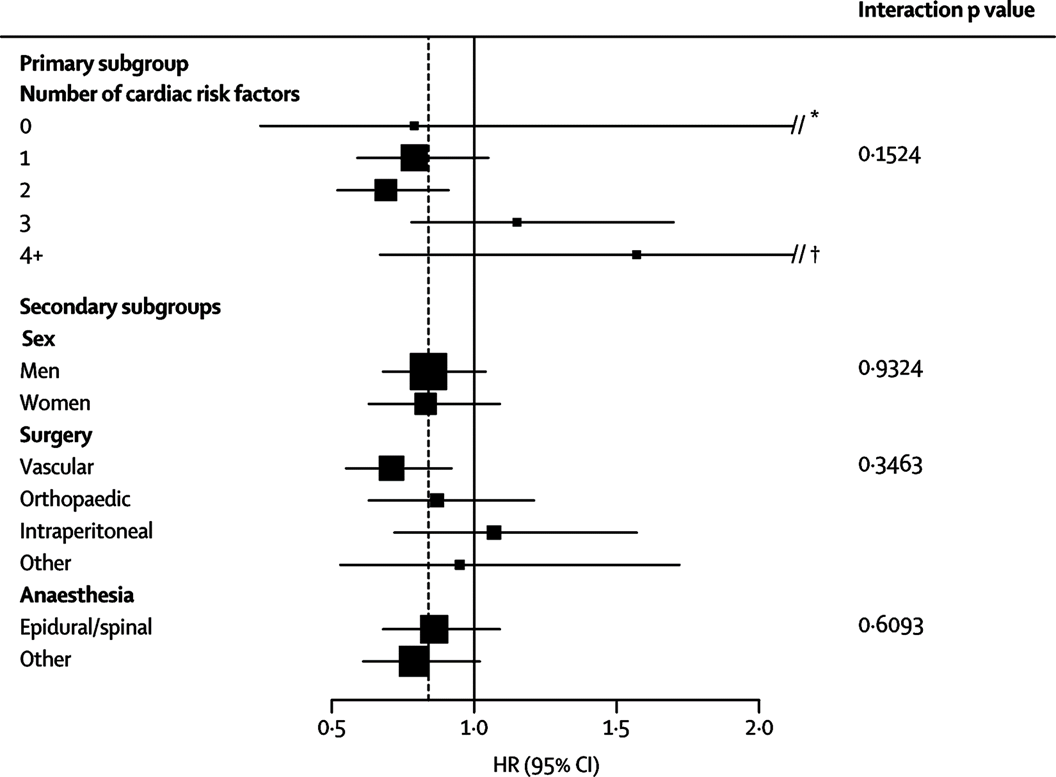 Interaction p value
Primary subgroup
Number of cardiac risk factors
0 // *
1 0·1524
2
3
4+ // †
Secondary subgroups
Sex
Men 0·9324
Women
Surgery
Vascular 0·3463
Orthopaedic
Intraperitoneal
Other
Anaesthesia
Epidural/spinal 0·6093
Other
0·5 1·0 1·5 2·0
HR (95% CI)